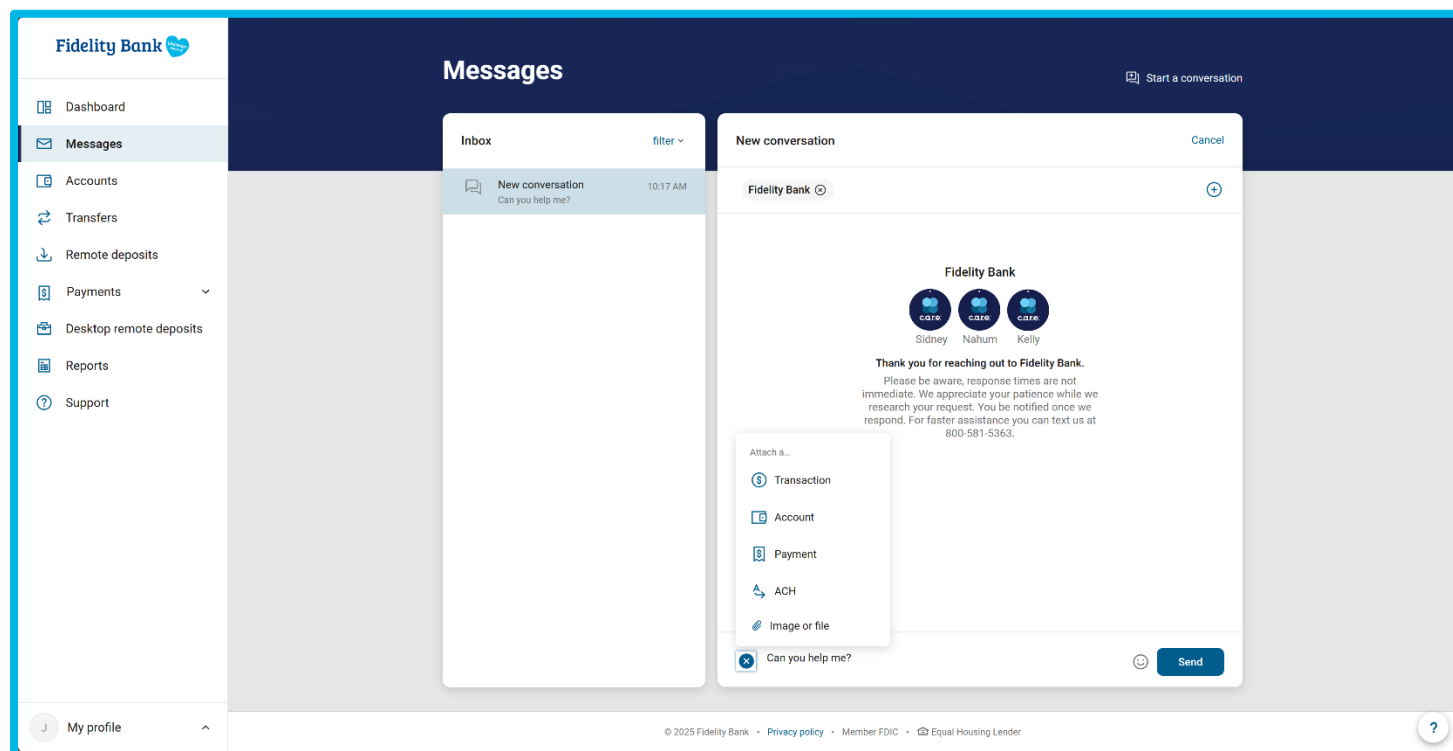 Fidelity Bank
Dashboard
Messages
Accounts
Transfers
Remote deposits
Payments
Desktop remote deposits
Reports
Support
J My profile
Messages
Start a conversation
Inbox filter
New conversation 10:17 AM
Can you help me?
New conversation Cancel
Fidelity Bank
Fidelity Bank
c.a.r.e. c.a.r.e. c.a.r.e.
Sidney Nahum Kelly
Thank you for reaching out to Fidelity Bank.
Please be aware, response times are not
immediate. We appreciate your patience while we
research your request. You be notified once we
respond. For faster assistance you can text us at
800-581-5363.
Attach a...
Transaction
Account
Payment
ACH
Image or file
Can you help me? Send
© 2025 Fidelity Bank • Privacy policy • Member FDIC • Equal Housing Lender
?